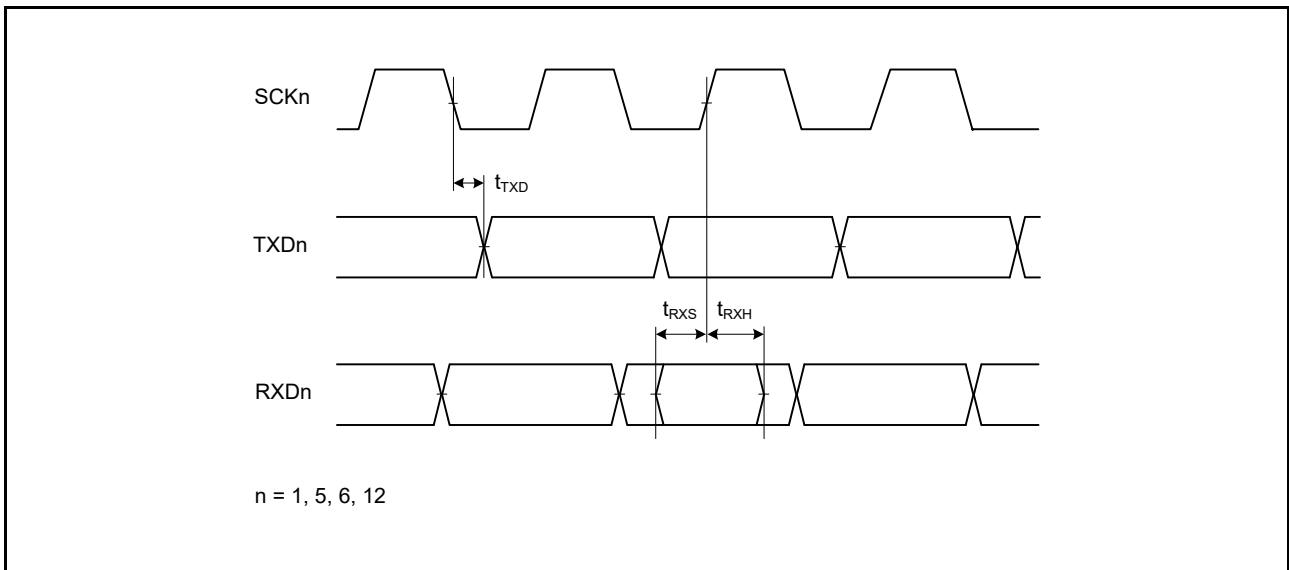 SCKn
tTXD
TXDn
tRXS tRXH
RXDn
n = 1, 5, 6, 12